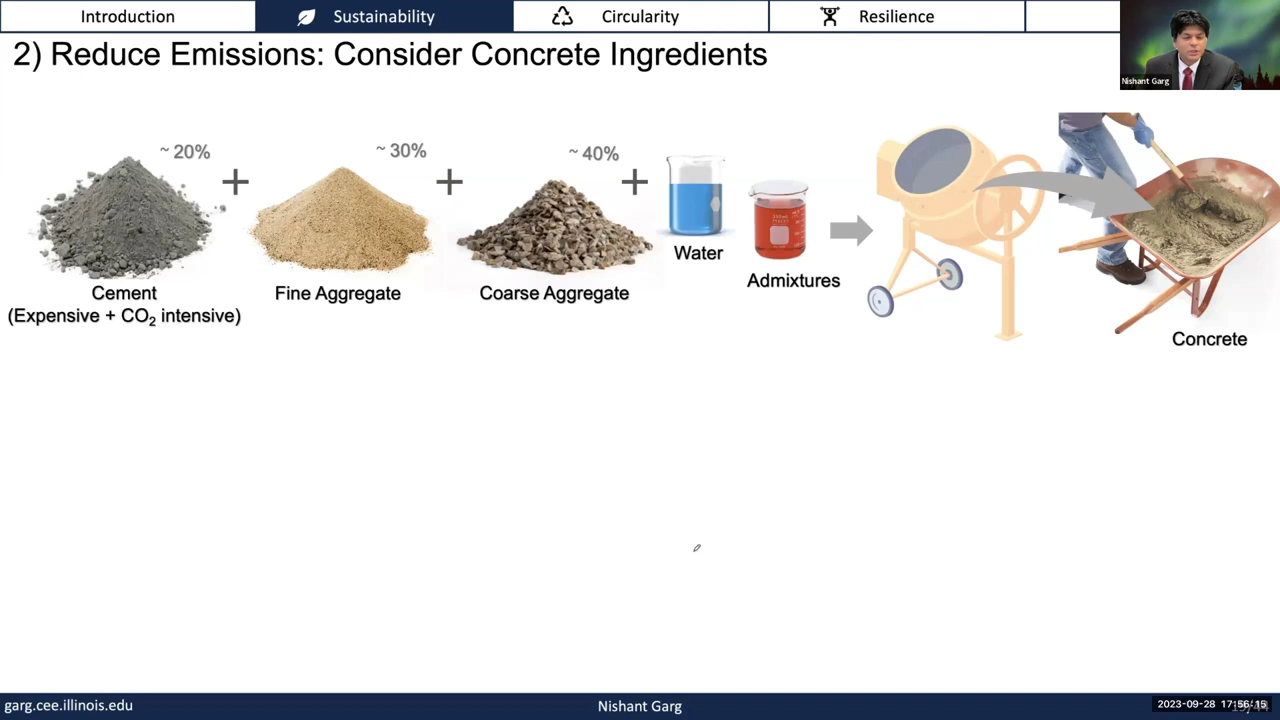 Introduction
Sustainability
Circularity
Resilience
2) Reduce Emissions: Consider Concrete Ingredients
Nishant Garg
~ 20%
~ 30%
~ 40%
Water
Admixtures
Cement
(Expensive + CO₂ intensive)
Fine Aggregate
Coarse Aggregate
Concrete
garg.cee.illinois.edu
Nishant Garg
2023-09-28 17:56:15